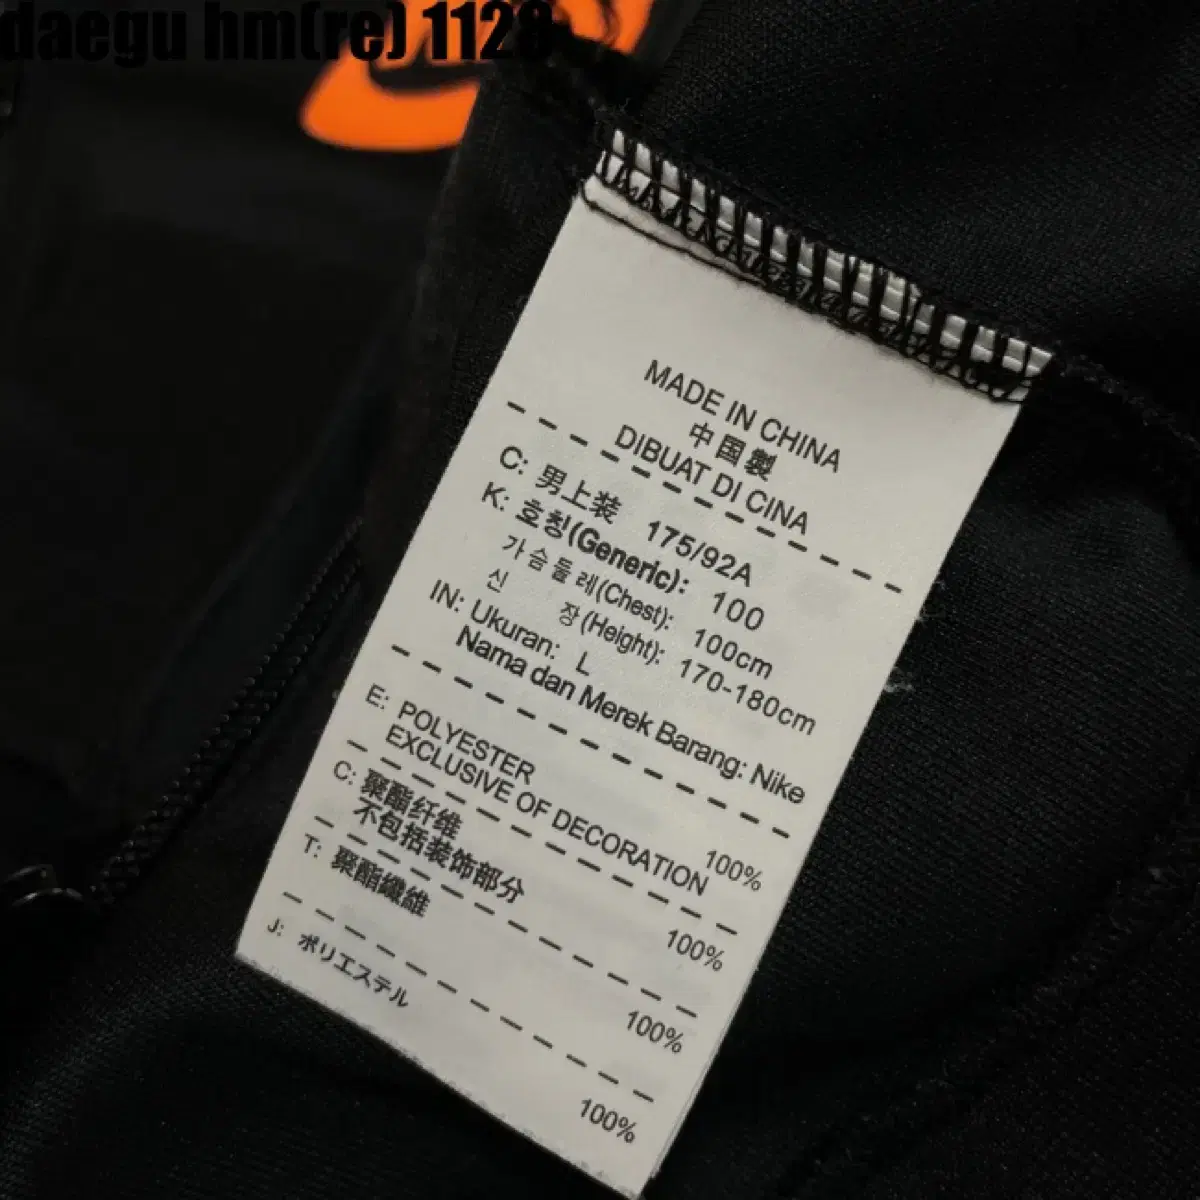 daegu hm(re) 1128
MADE IN CHINA
中国製
DIBUAT DI CINA
C: 男上装 175/92A
K: 호칭(Generic): 100
가슴둘레(Chest): 100cm
신 장(Height): 170-180cm
IN: Ukuran: L
Nama dan Merek Barang: Nike
E: POLYESTER 100%
EXCLUSIVE OF DECORATION
C: 聚酯纤维 100%
不包括装饰部分
T: 聚酯纖維 100%
J: ポリエステル 100%